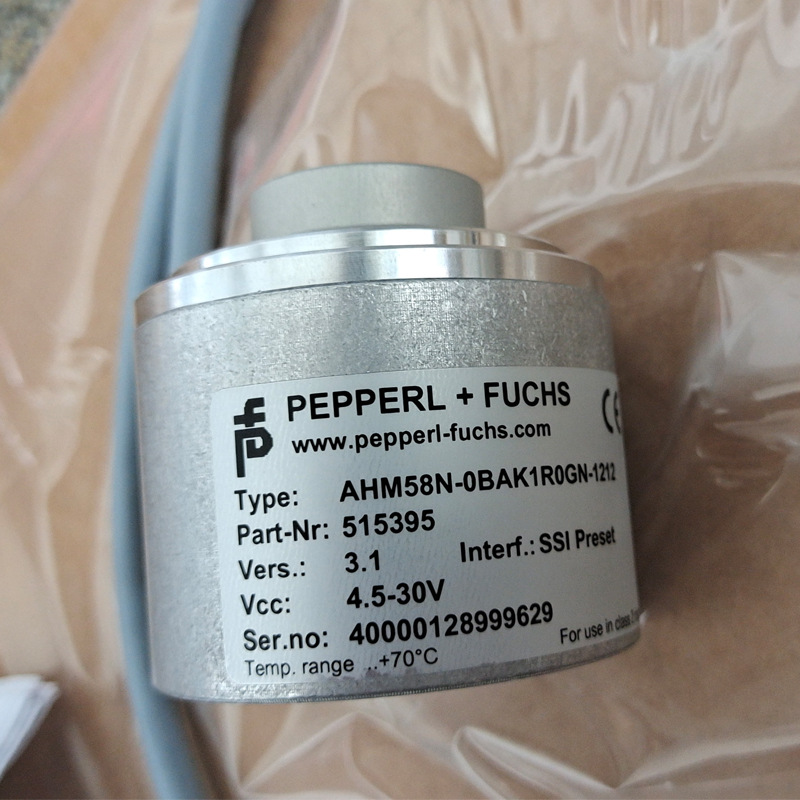 PEPPERL + FUCHS
CE
www.pepperl-fuchs.com
Type: AHM58N-0BAK1R0GN-1212
Part-Nr: 515395
Vers.: 3.1 Interf.: SSI Preset
Vcc: 4.5-30V
Ser.no: 40000128999629
Temp. range ..+70°C For use in class